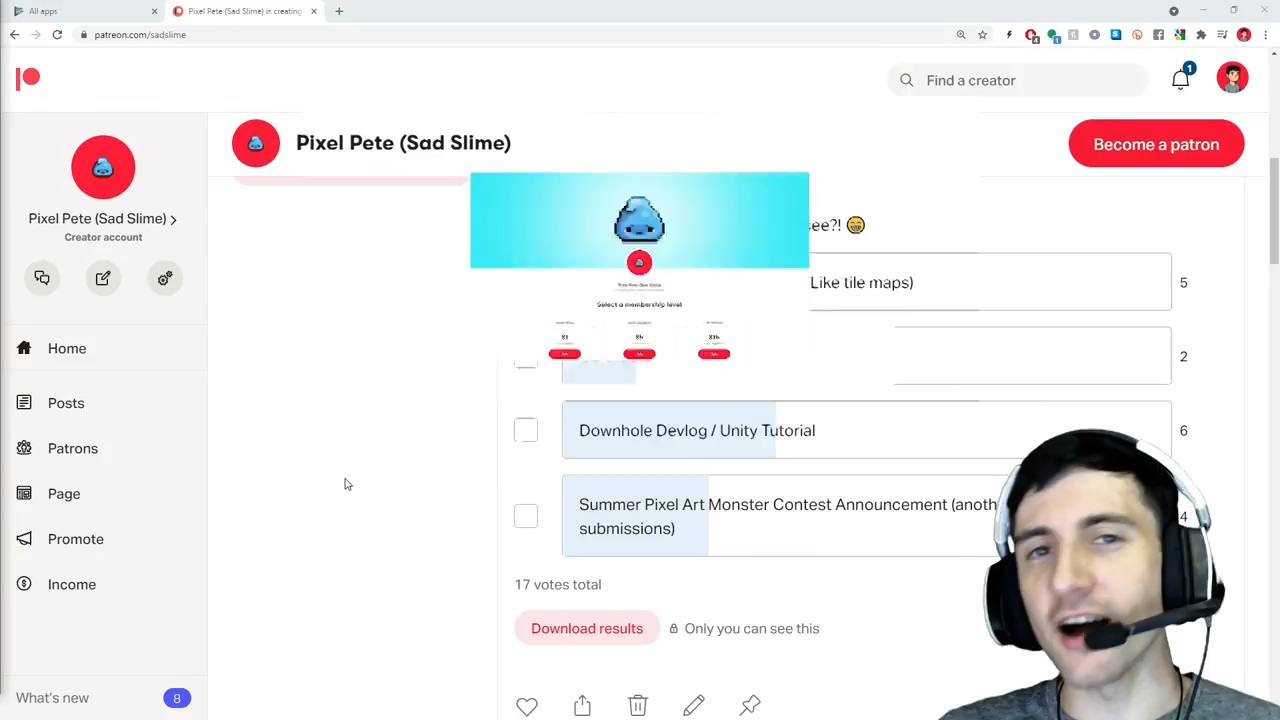 All apps
Pixel Pete (Sad Slime) is creating
patreon.com/sadslime
4
1
Find a creator
1
Pixel Pete (Sad Slime)
Become a patron
Pixel Pete (Sad Slime)
Creator account
Home
Posts
Patrons
Page
Promote
Income
What's new
8
see?!
Like tile maps)
5
2
Select a membership level
$1
Downhole Devlog / Unity Tutorial
6
Summer Pixel Art Monster Contest Announcement (anoth
submissions)
4
17 votes total
Download results
Only you can see this